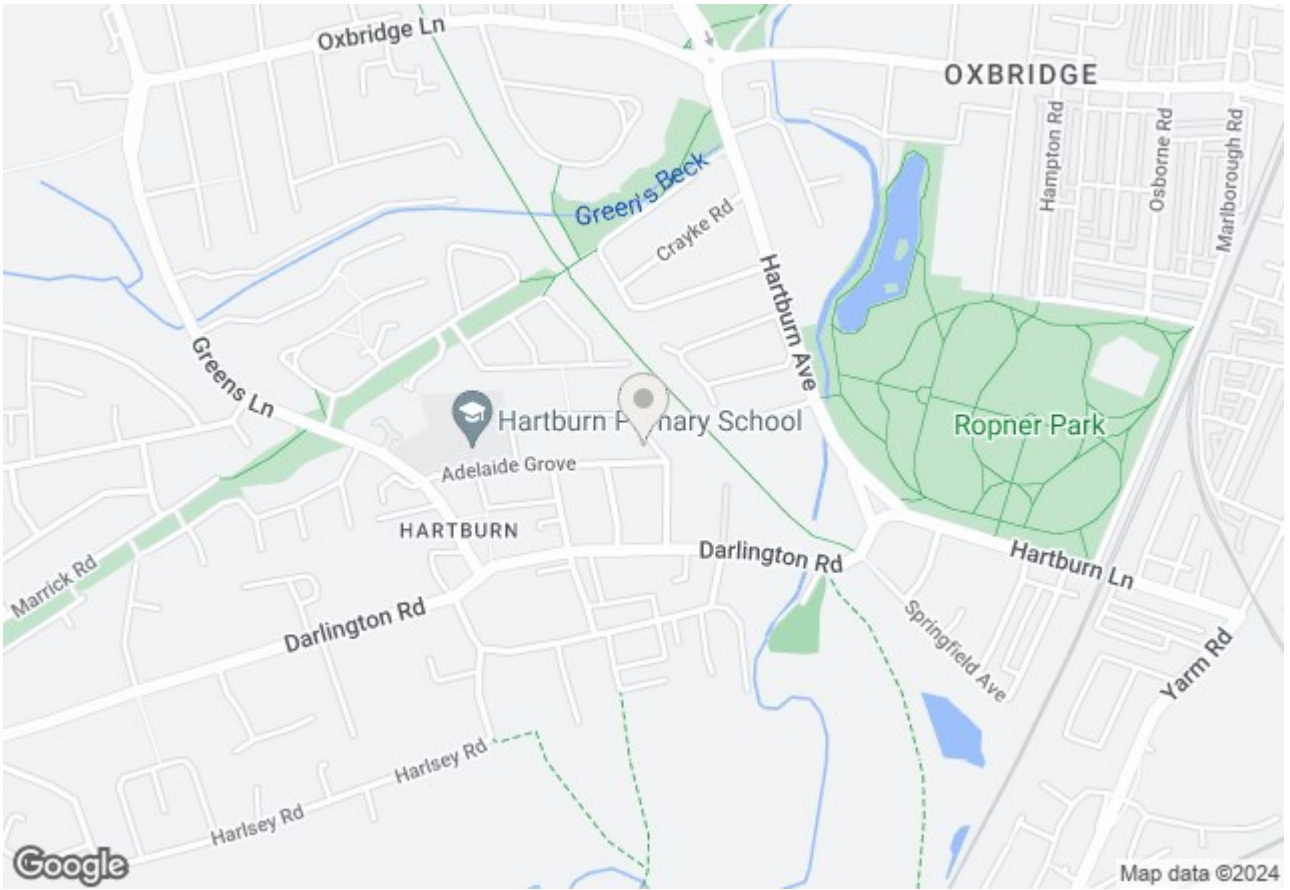 Oxbridge Ln
OXBRIDGE
Hampton Rd
Osborne Rd
Marlborough Rd
Green's Beck
Crayke Rd
Hartburn Ave
Greens Ln
Hartburn Primary School
Ropner Park
Adelaide Grove
HARTBURN
Darlington Rd
Hartburn Ln
Marrick Rd
Darlington Rd
Springfield Ave
Yarm Rd
Harlsey Rd
Harlsey Rd
Google
Map data ©2024